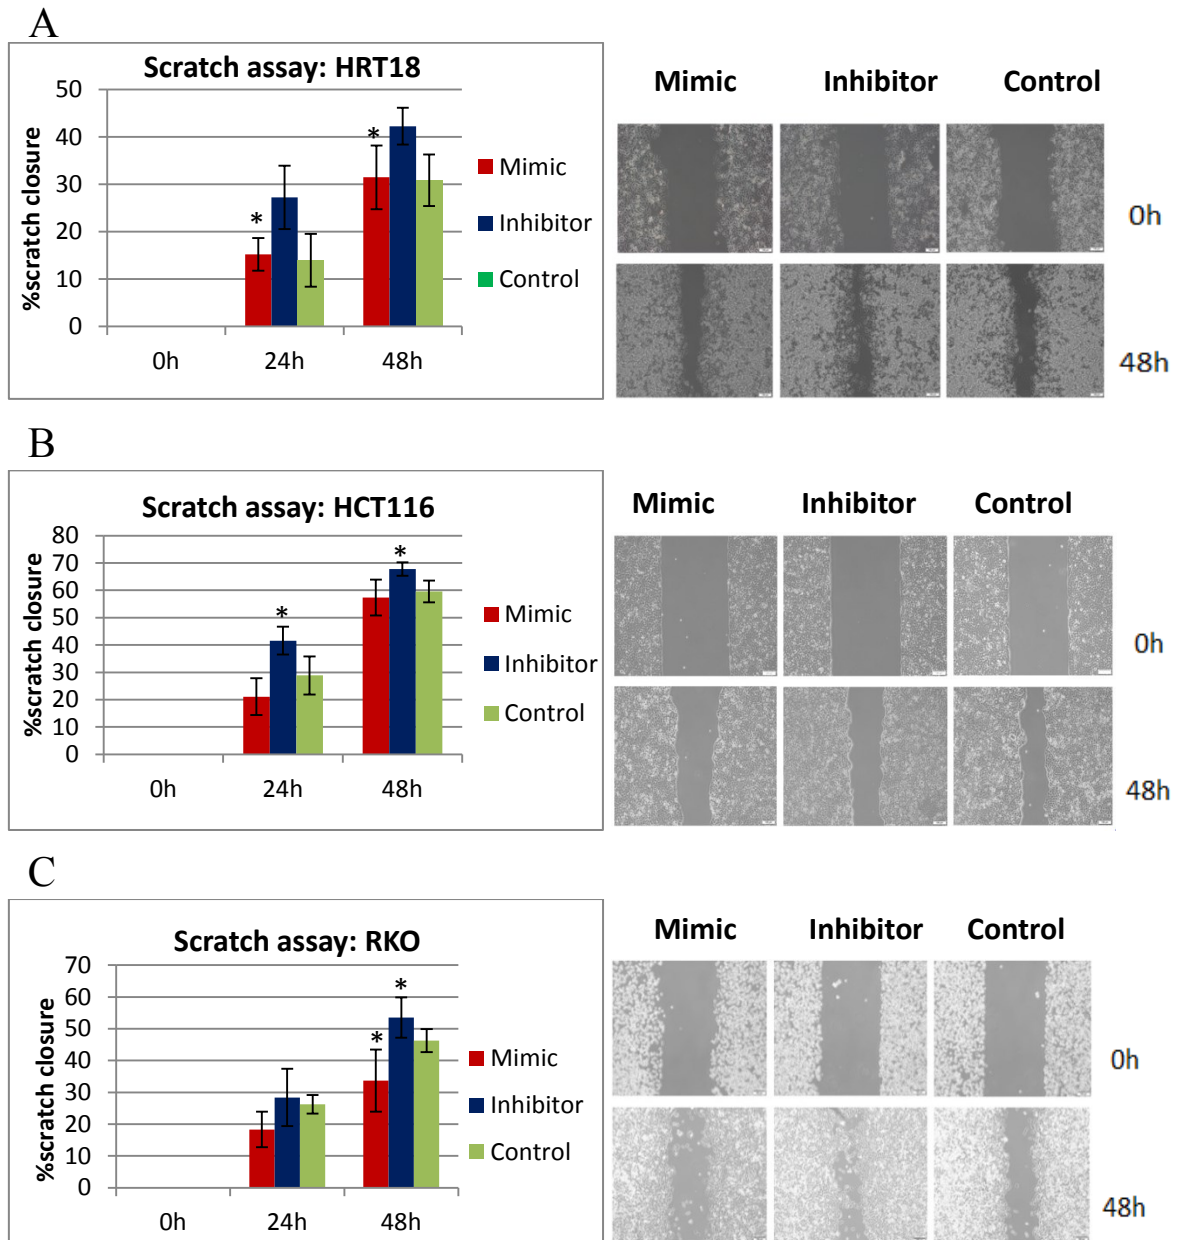 A
Scratch assay: HRT18
%scratch closure
50
40
30
20
10
0
*
*
0h
24h
48h
Mimic
Inhibitor
Control
Mimic
Inhibitor
Control
0h
48h
B
Scratch assay: HCT116
%scratch closure
80
70
60
50
40
30
20
10
0
*
*
0h
24h
48h
Mimic
Inhibitor
Control
Mimic
Inhibitor
Control
0h
48h
C
Scratch assay: RKO
%scratch closure
70
60
50
40
30
20
10
0
*
*
0h
24h
48h
Mimic
Inhibitor
Control
Mimic
Inhibitor
Control
0h
48h